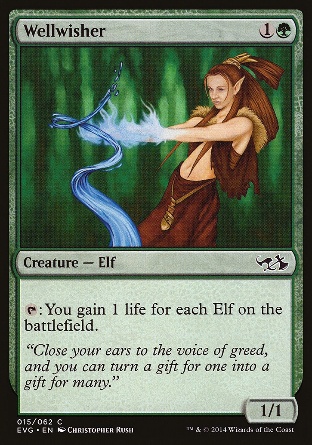 Wellwisher 1
Creature — Elf
:You gain 1 life for each Elf on the
battlefield.
“Close your ears to the voice of greed,
and you can turn a gift for one into a
gift for many.”
015/062 C
EVG • EN Christopher Rush
™ & © 2014 Wizards of the Coast
1/1